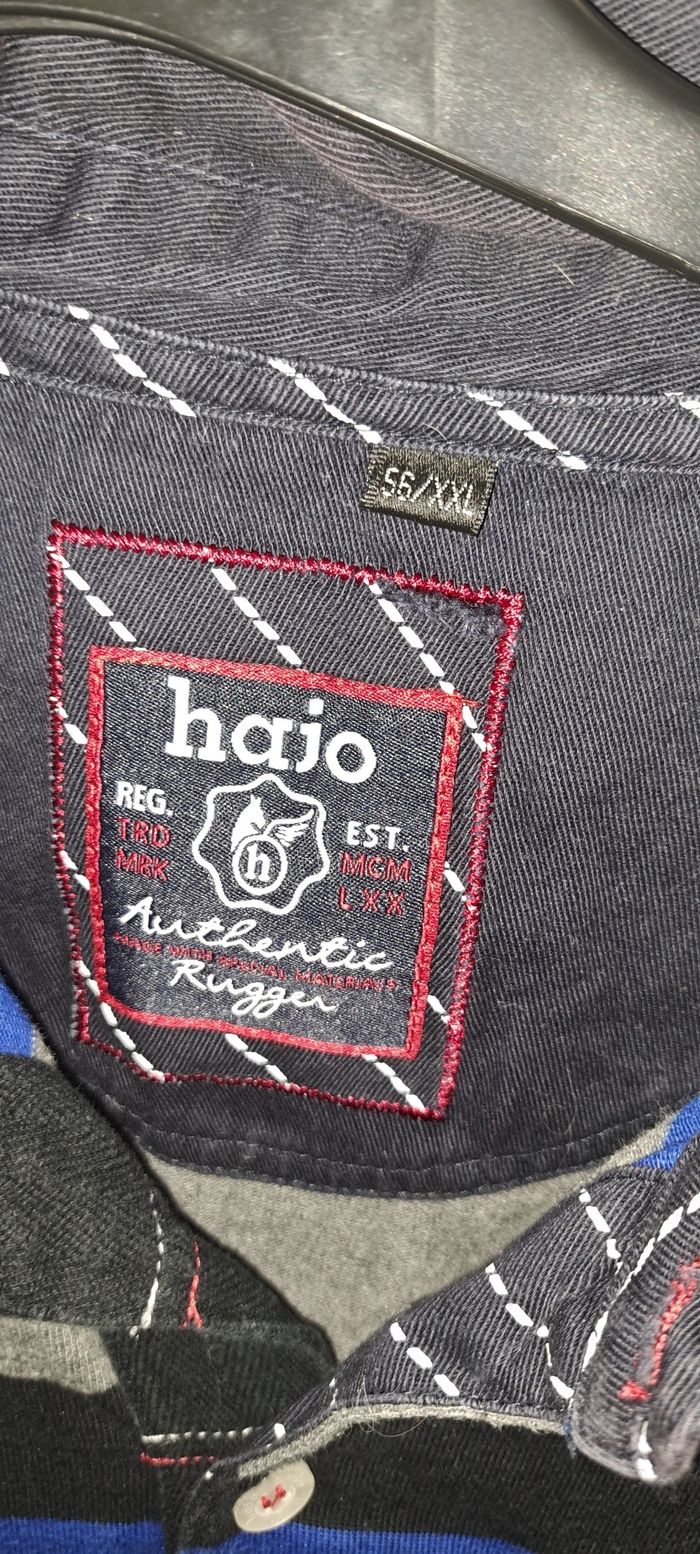 56/XXL
hajo
REG.
TRD
MRK
h
EST.
MCM
LXX
Authentic
MADE WITH SPECIAL MATERIALS
Rugger